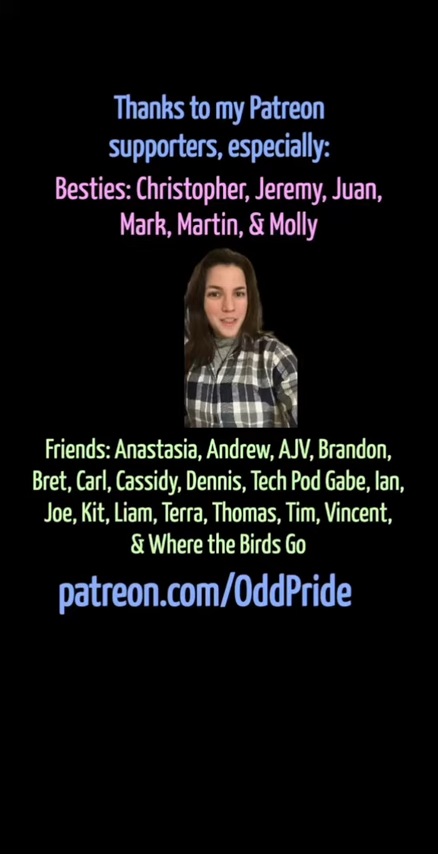 Thanks to my Patreon
supporters, especially:
Besties: Christopher, Jeremy, Juan,
Mark, Martin, & Molly
Friends: Anastasia, Andrew, AJV, Brandon,
Bret, Carl, Cassidy, Dennis, Tech Pod Gabe, Ian,
Joe, Kit, Liam, Terra, Thomas, Tim, Vincent,
& Where the Birds Go
patreon.com/OddPride